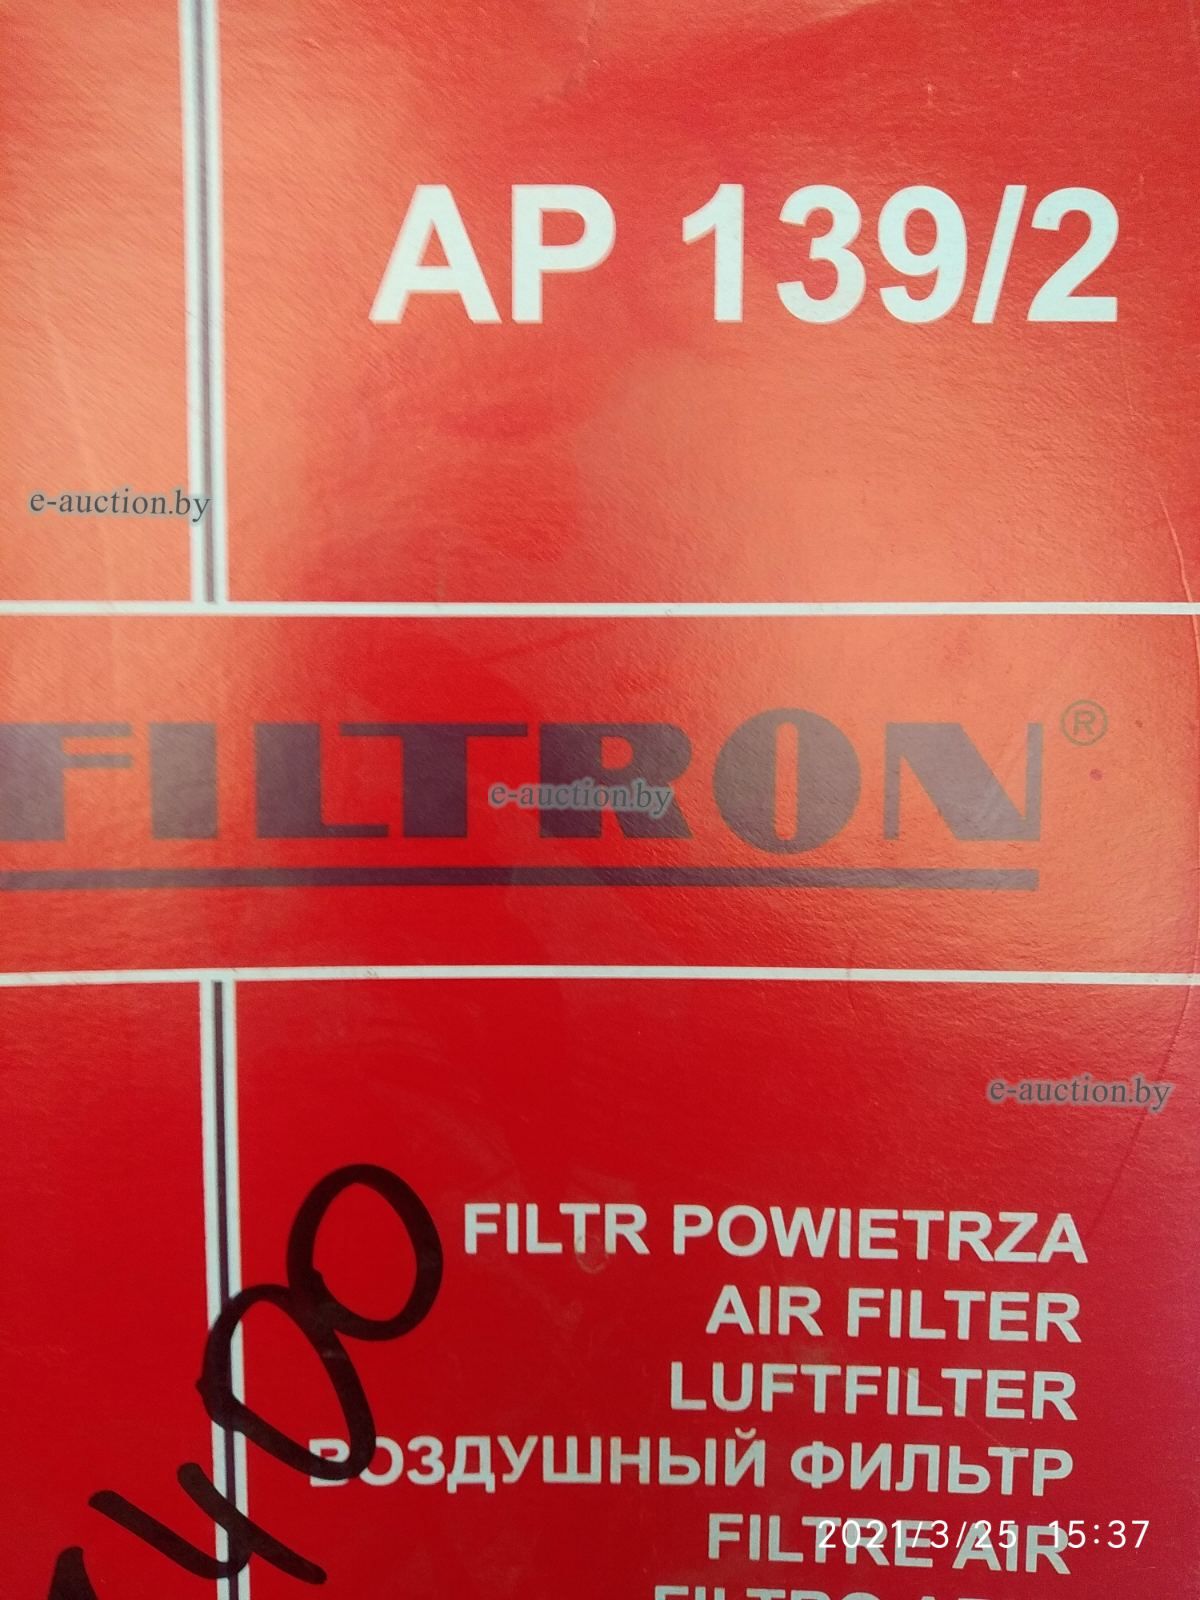 AP 139/2
e-auction.by
FILTRON®
e-auction.by
e-auction.by
FILTR POWIETRZA
AIR FILTER
LUFTFILTER
ВОЗДУШНЫЙ ФИЛЬТР
FILTRE AIR
2021/3/25 15:37
400